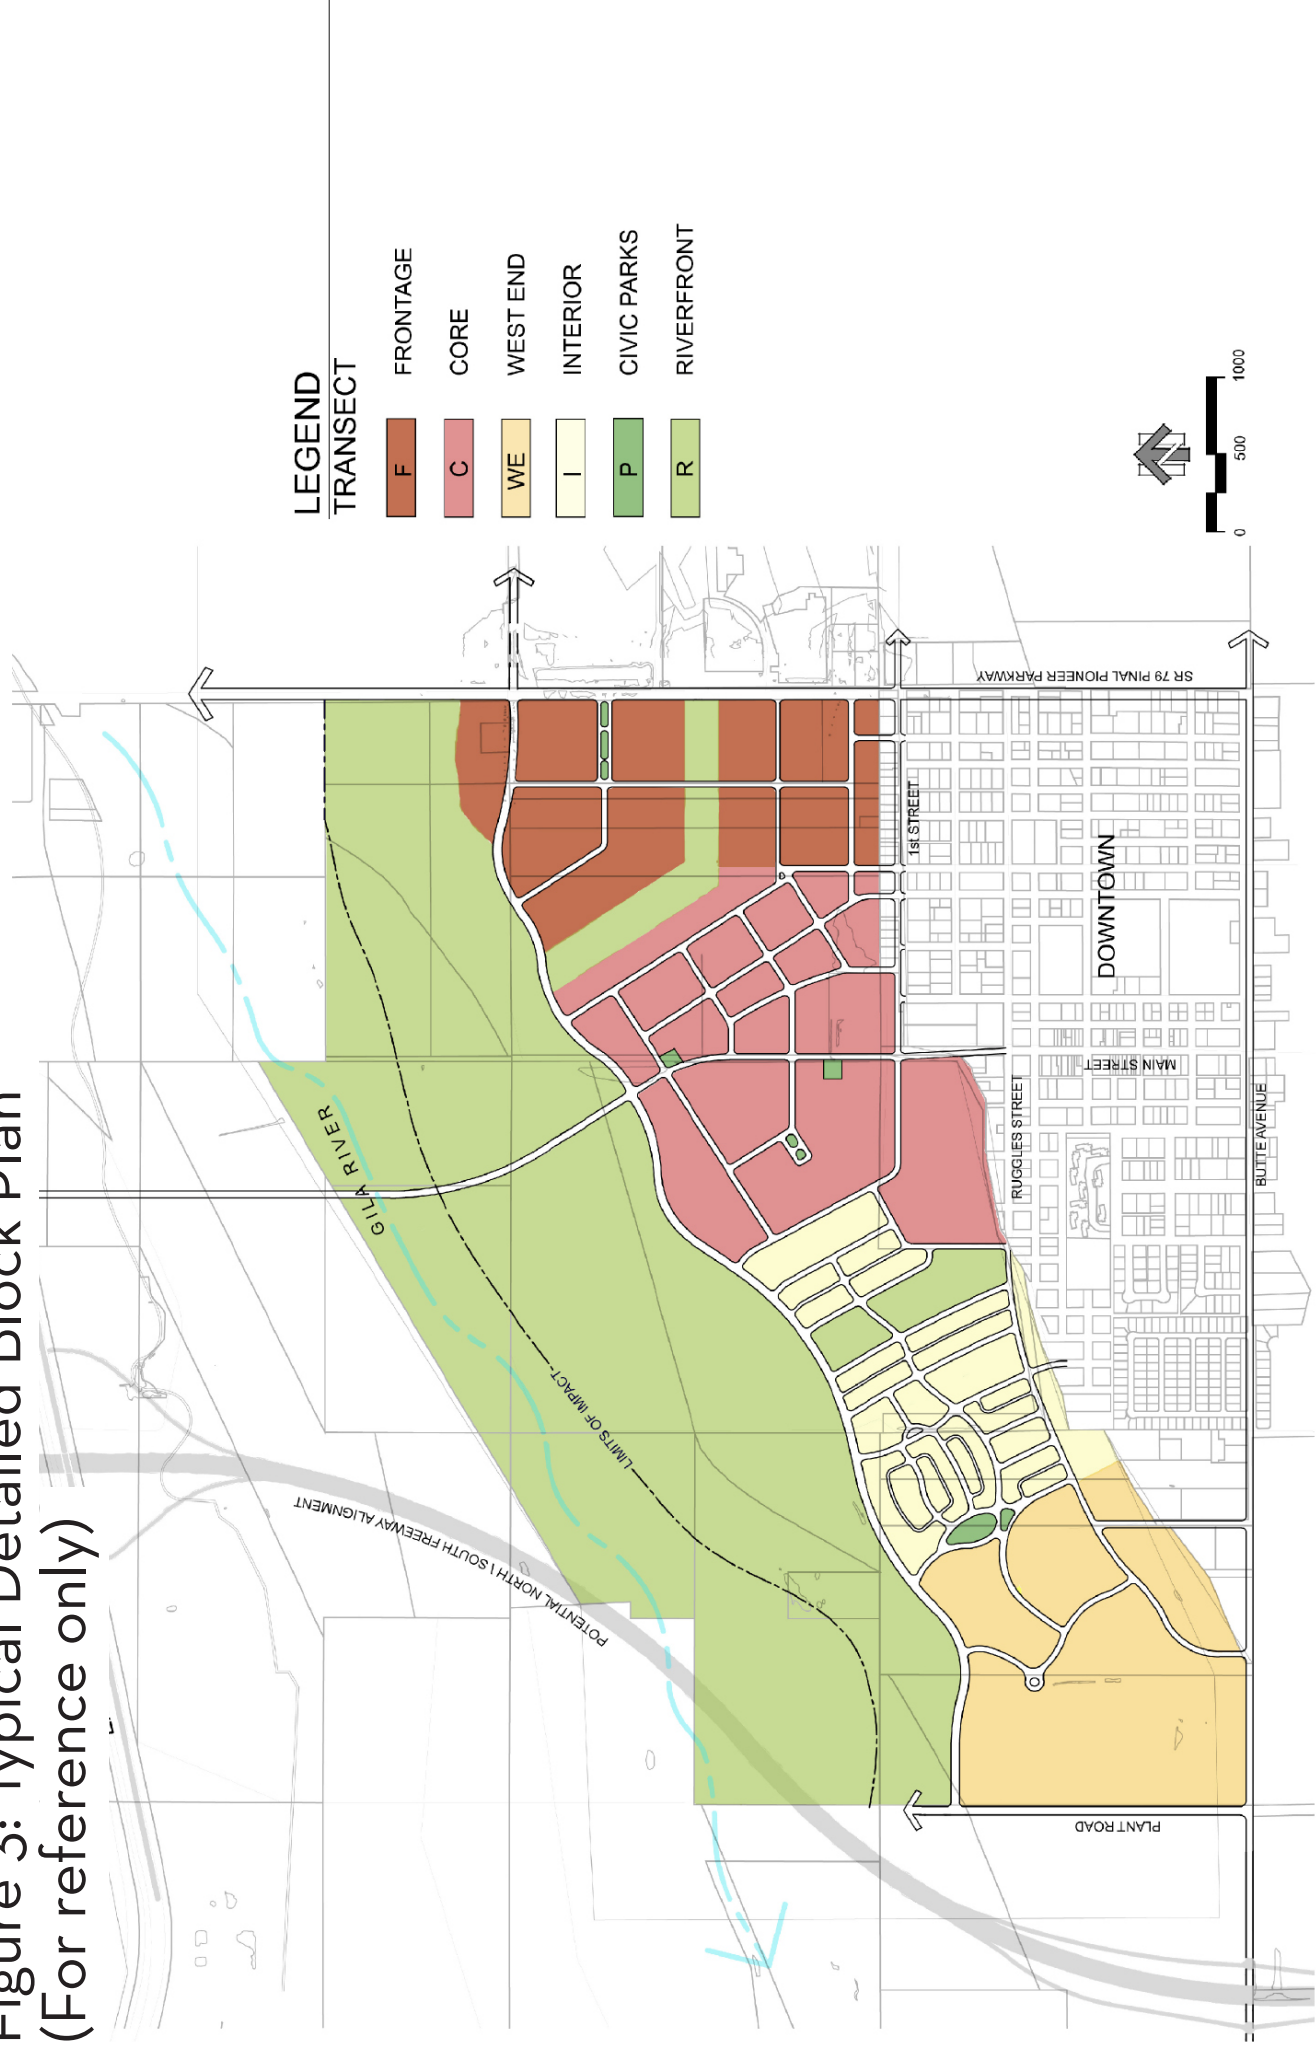 Figure 3: Typical Detailed Block Plan
(For reference only)
LEGEND
TRANSECT
F FRONTAGE
C CORE
WE WEST END
I INTERIOR
P CIVIC PARKS
R RIVERFRONT
0 500 1000
N
GILA RIVER
LIMITS OF IMPACT
POTENTIAL NORTH \ SOUTH FREEWAY ALIGNMENT
SR 79 PINAL PIONEER PARKWAY
1st STREET
DOWNTOWN
MAIN STREET
RUGGLES STREET
BUTTE AVENUE
PLANT ROAD